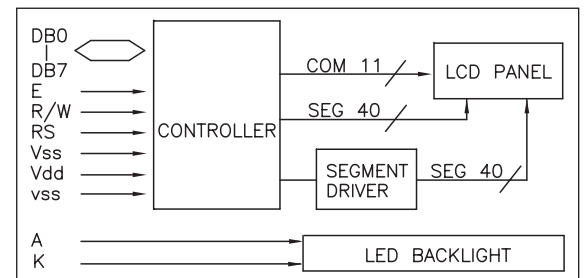 DB0
DB7
E
R/W
RS
Vss
Vdd
vss
CONTROLLER
COM 11
SEG 40
LCD PANEL
SEGMENT
DRIVER
SEG 40
A
K
LED BACKLIGHT